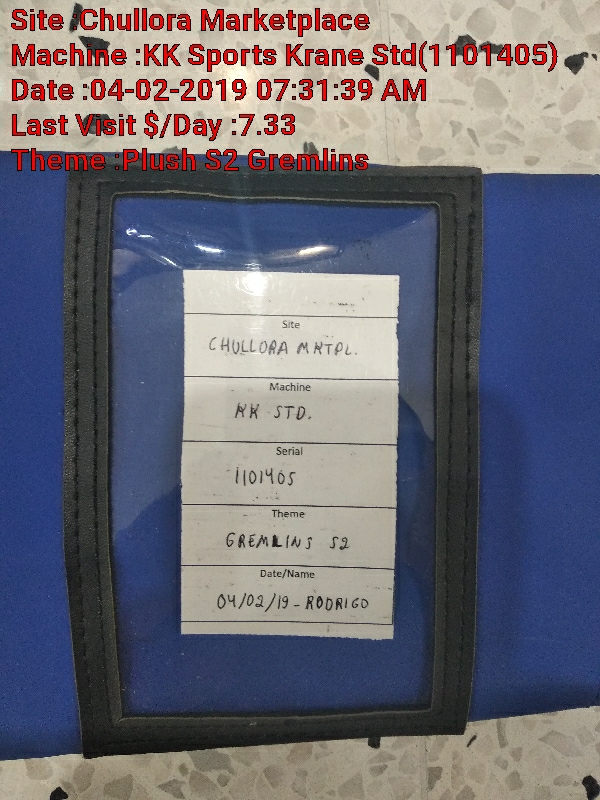 Site :Chullora Marketplace
Machine :KK Sports Krane Std(1101405)
Date :04-02-2019 07:31:39 AM
Last Visit $/Day :7.33
Theme :Plush S2 Gremlins
Site
CHULLORA MKTPL.
Machine
KK STD.
Serial
1101405
Theme
GREMLINS S2
Date/Name
04/02/19-RODRIGO